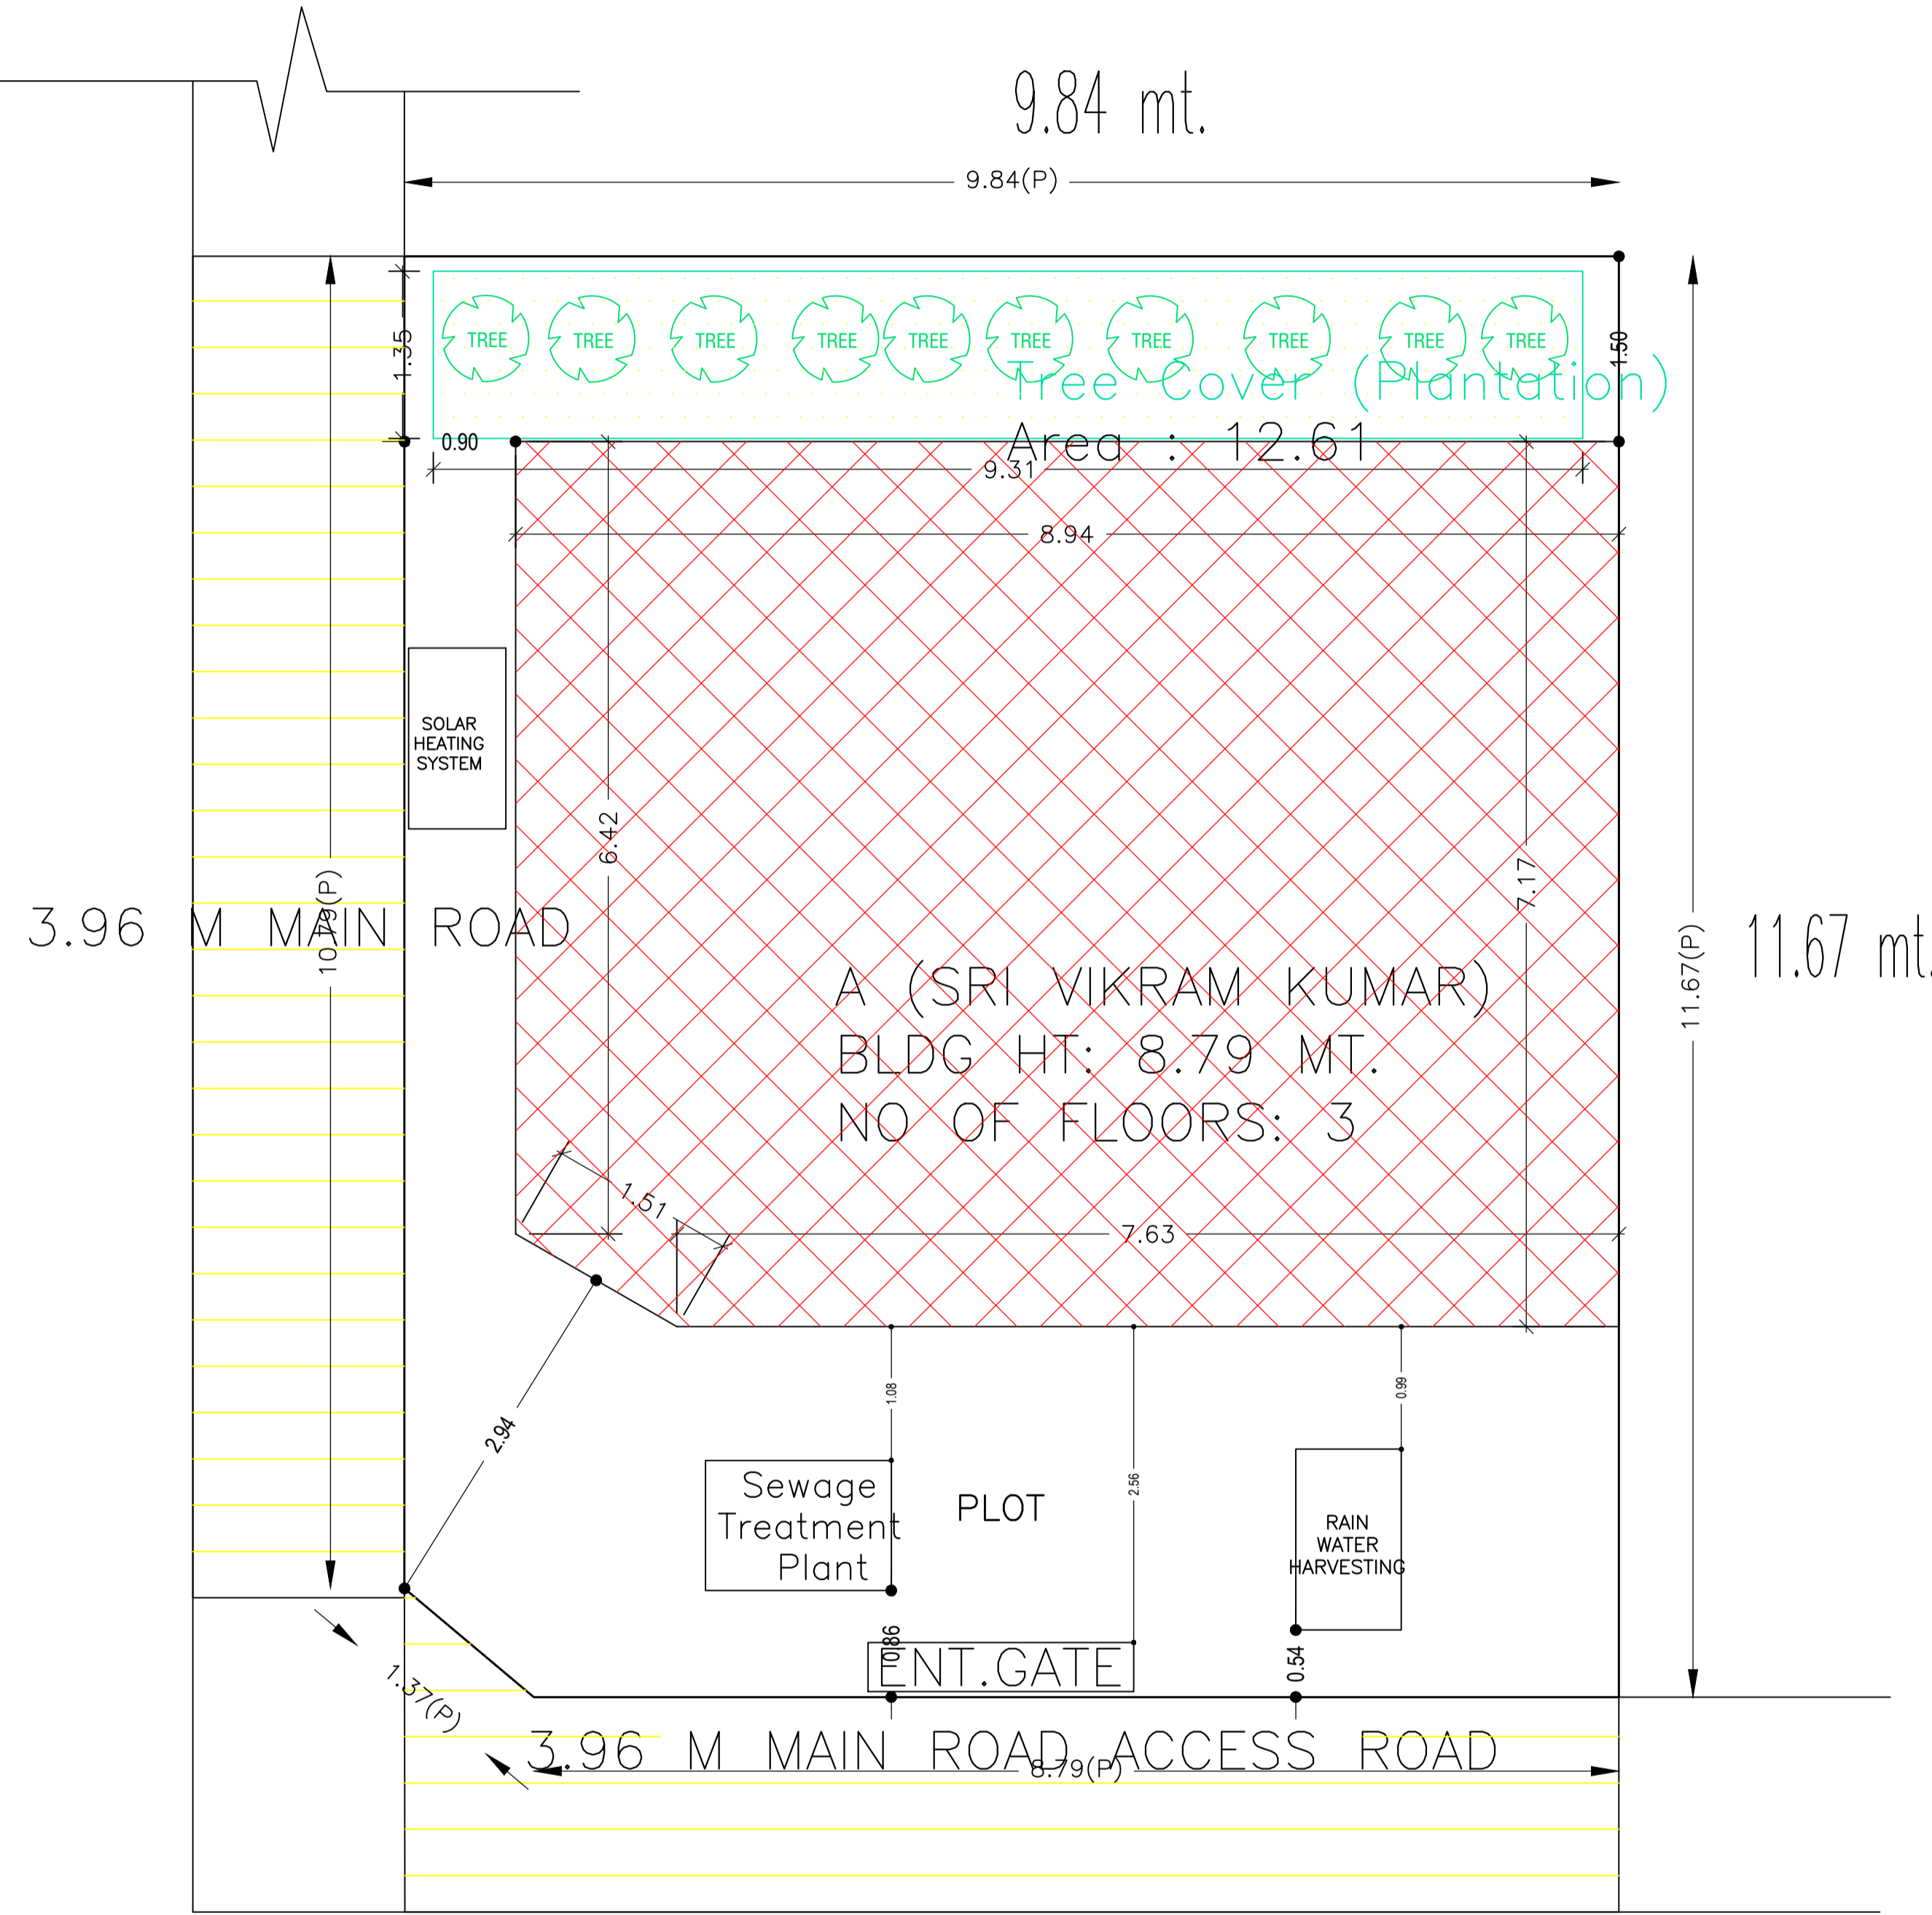 9.84 mt.
9.84(P)
TREE TREE TREE TREE TREE TREE TREE TREE TREE TREE
1.35
1.50
Tree Cover (Plantation)
0.90
Area : 12.61
9.31
8.94
SOLAR
HEATING
SYSTEM
6.42
7.17
10.79(P)
3.96 M MAIN ROAD
11.67(P)
11.67 mt.
A (SRI VIKRAM KUMAR)
BLDG HT: 8.79 MT.
NO OF FLOORS: 3
1.51
7.63
1.08
0.99
2.94
2.56
Sewage
Treatment
Plant
PLOT
RAIN
WATER
HARVESTING
0.86
0.54
ENT.GATE
1.37(P)
3.96 M MAIN ROAD ACCESS ROAD
8.79(P)